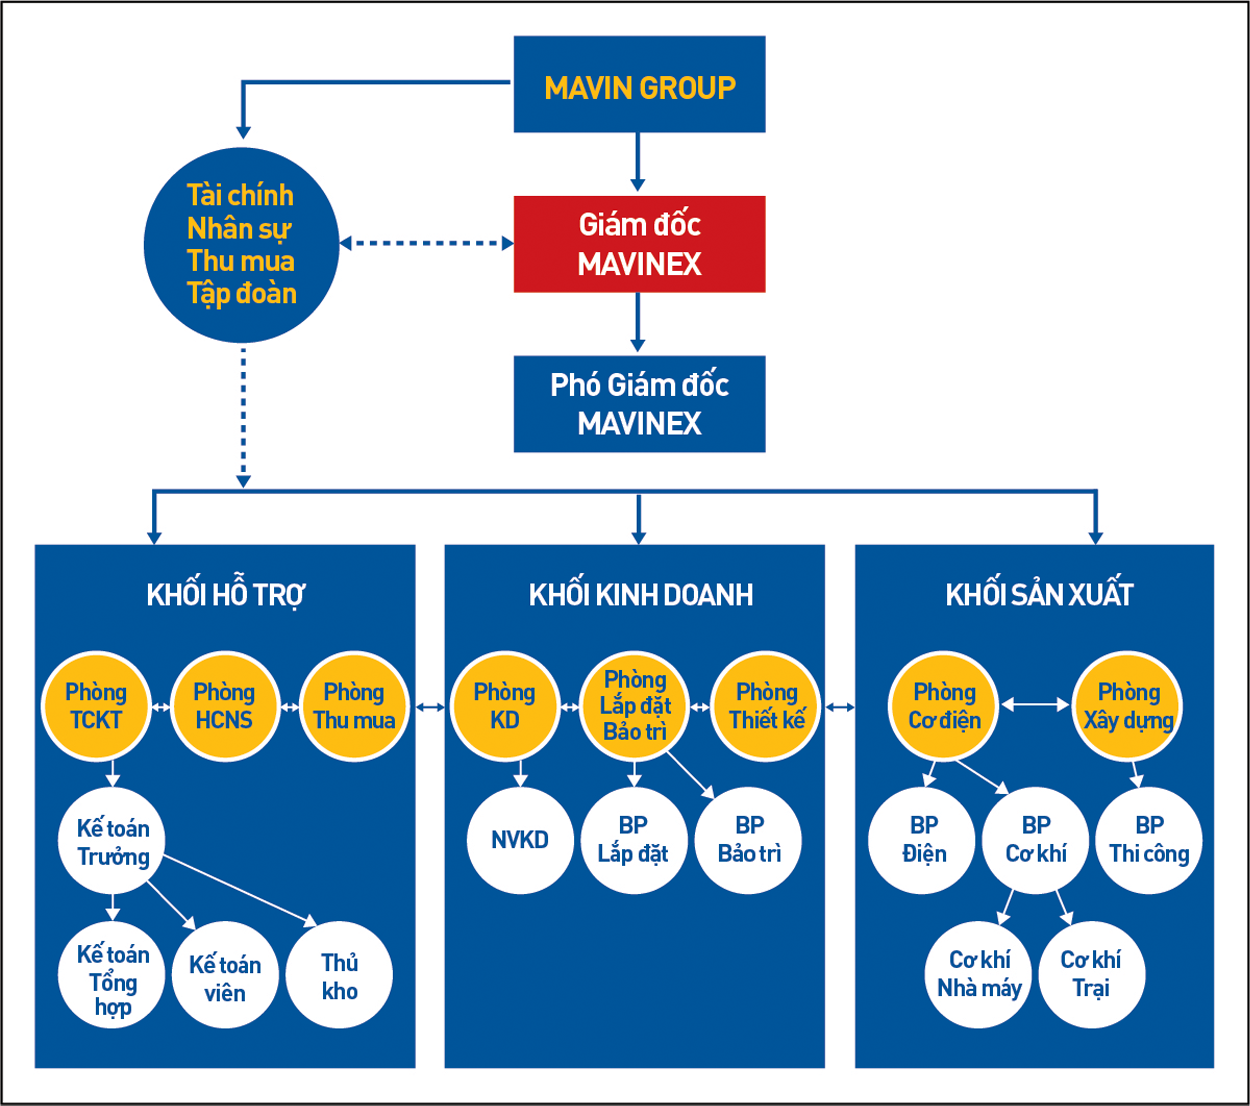 MAVIN GROUP
Tài chính
Nhân sự
Thu mua
Tập đoàn
Giám đốc
MAVINEX
Phó Giám đốc
MAVINEX
KHỐI HỖ TRỢ
Phòng
TCKT
Phòng
HCNS
Phòng
Thu mua
Kế toán
Trưởng
Kế toán
Tổng
hợp
Kế toán
viên
Thủ
kho
KHỐI KINH DOANH
Phòng
KD
Phòng
Lắp đặt
Bảo trì
Phòng
Thiết kế
NVKD
BP
Lắp đặt
BP
Bảo trì
KHỐI SẢN XUẤT
Phòng
Cơ điện
Phòng
Xây dựng
BP
Điện
BP
Cơ khí
BP
Thi công
Cơ khí
Nhà máy
Cơ khí
Trại